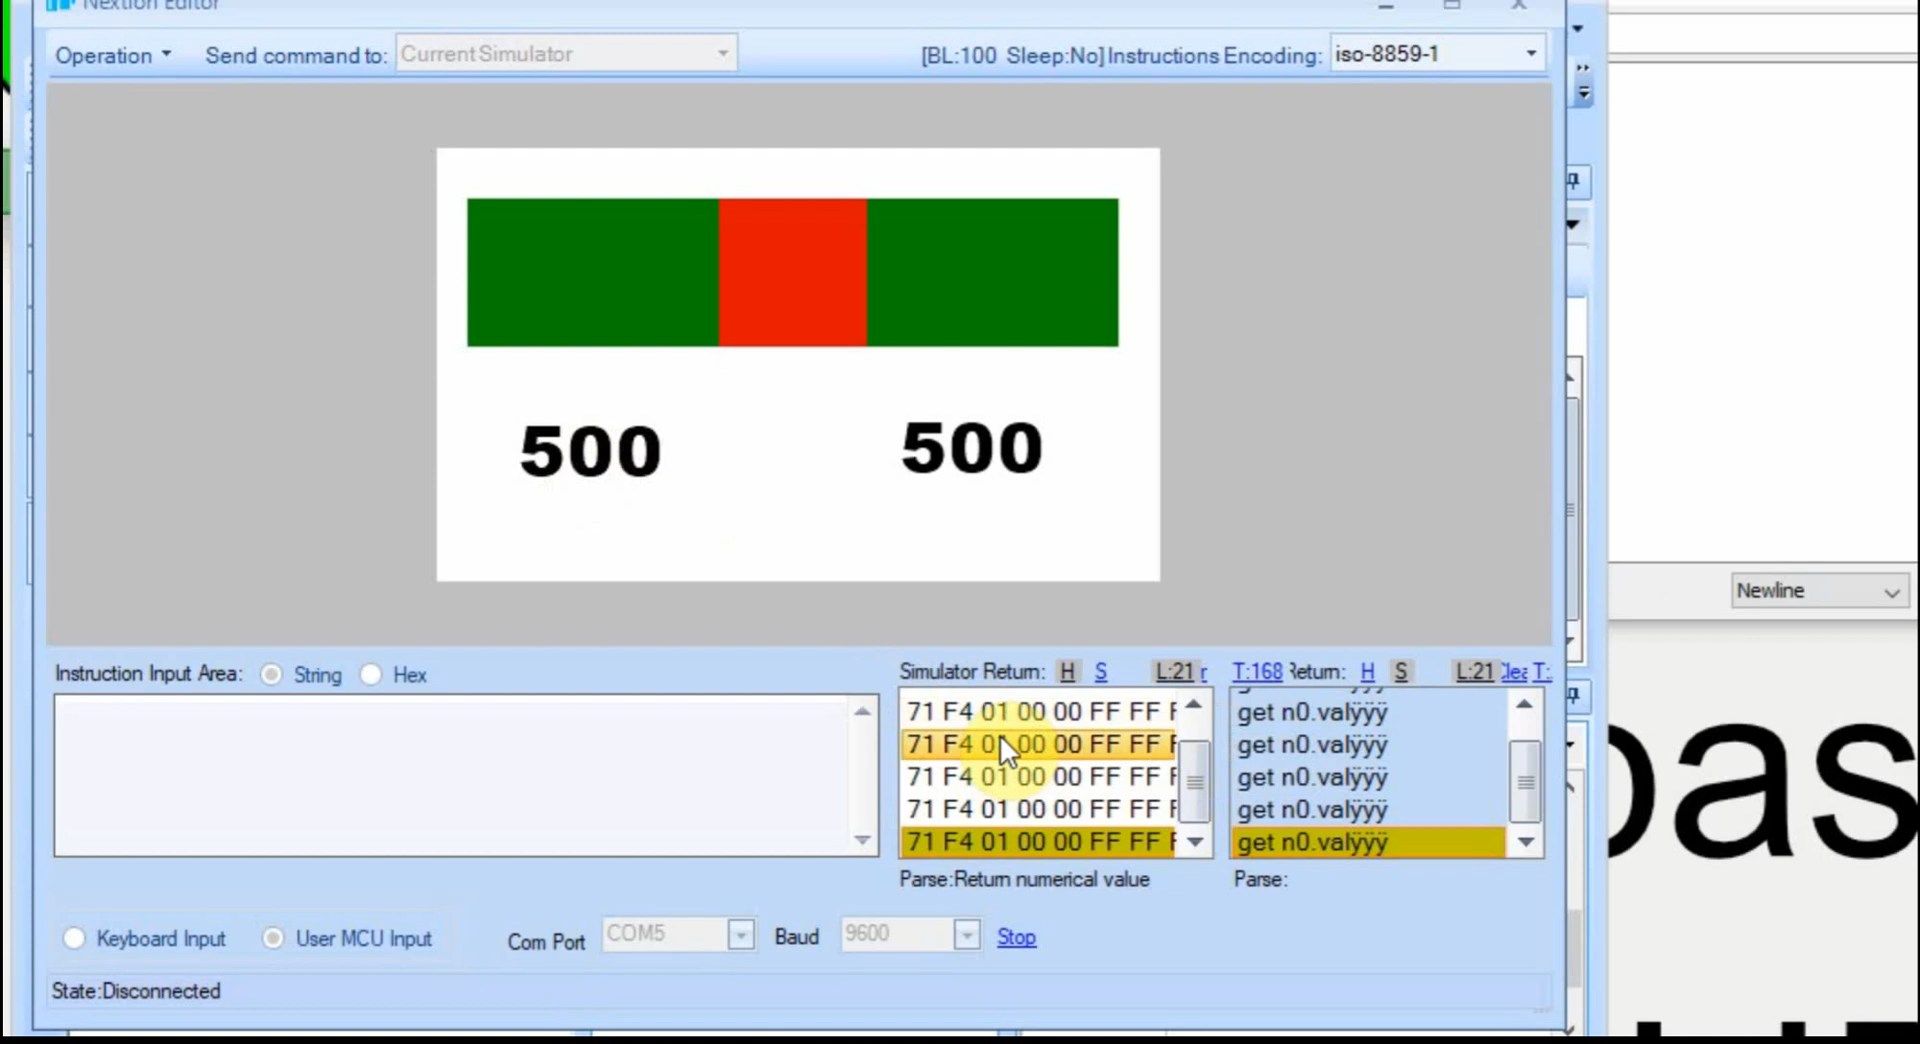 Nextion Editor
Operation Send command to: Current Simulator [BL:100 Sleep:No] Instructions Encoding: iso-8859-1
500 500
Newline
Instruction Input Area: String Hex Simulator Return: H S L:21 r T:168 Return: H S L:21 Clea T:
71 F4 01 00 00 FF FF F get n0.valÿÿÿ
71 F4 01 00 00 FF FF F get n0.valÿÿÿ
71 F4 01 00 00 FF FF F get n0.valÿÿÿ
71 F4 01 00 00 FF FF F get n0.valÿÿÿ
71 F4 01 00 00 FF FF F get n0.valÿÿÿ
Parse:Return numerical value Parse:
bas
Keyboard Input User MCU Input Com Port COM5 Baud 9600 Stop
State:Disconnected